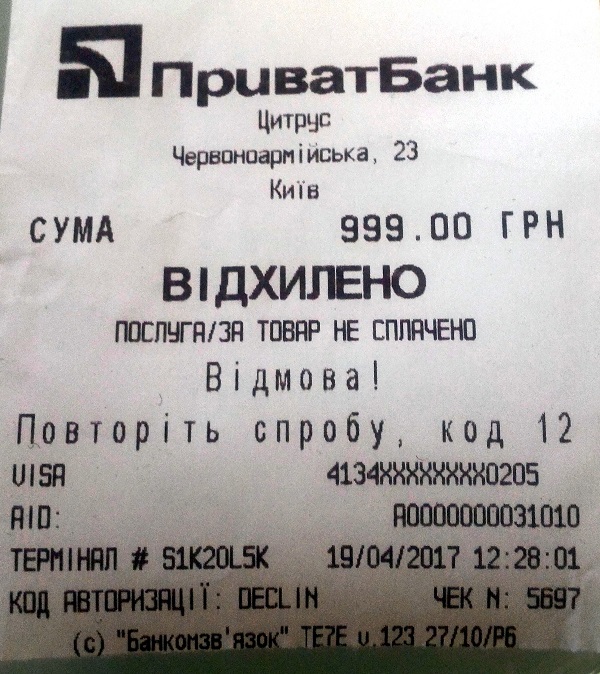 ПриватБанк
Цитрус
Червоноармійська, 23
Київ
СУМА 999.00 ГРН
ВІДХИЛЕНО
ПОСЛУГА/ЗА ТОВАР НЕ СПЛАЧЕНО
Відмова!
Повторіть спробу, код 12
VISA 4134XXXXXXXX0205
AID: A0000000031010
ТЕРМІНАЛ # S1K20L5K 19/04/2017 12:28:01
КОД АВТОРИЗАЦІЇ: DECLIN ЧЕК N: 5697
(c) "Банкомзв'язок" TE7E v.123 27/10/P6